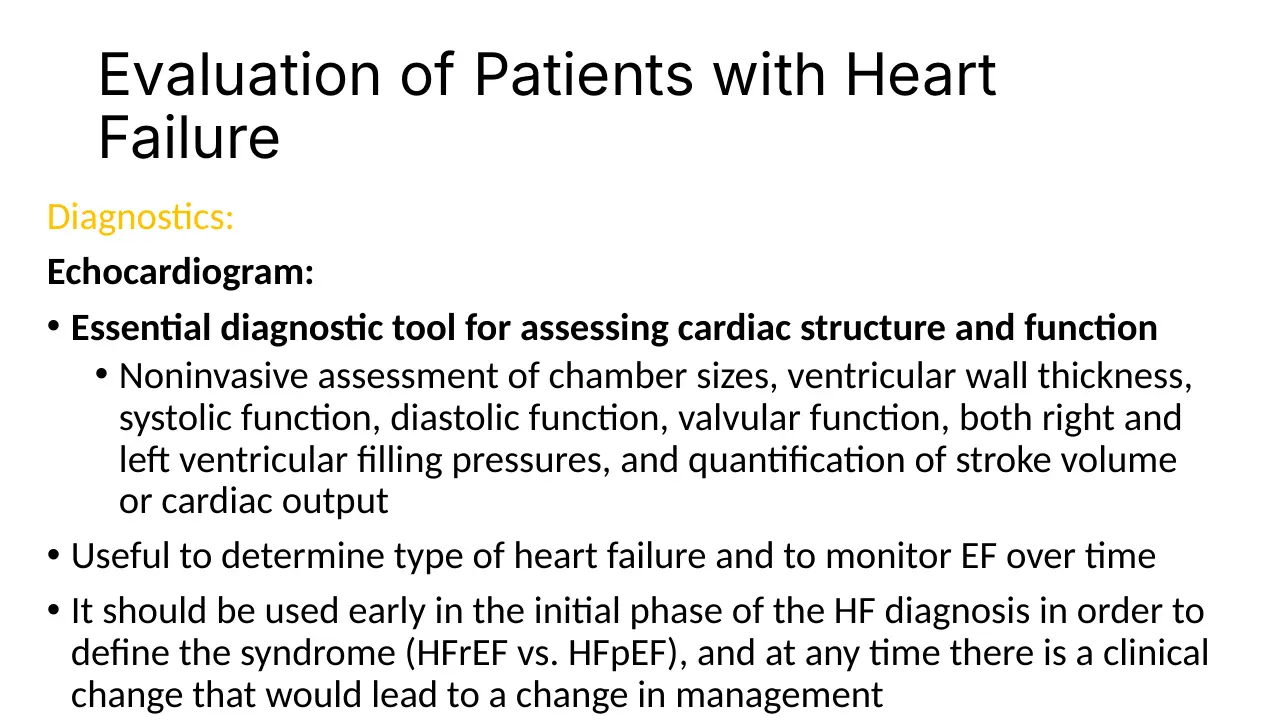 Evaluation of Patients with Heart
Failure
Diagnostics:
Echocardiogram:
• Essential diagnostic tool for assessing cardiac structure and function
• Noninvasive assessment of chamber sizes, ventricular wall thickness,
systolic function, diastolic function, valvular function, both right and
left ventricular filling pressures, and quantification of stroke volume
or cardiac output
• Useful to determine type of heart failure and to monitor EF over time
• It should be used early in the initial phase of the HF diagnosis in order to
define the syndrome (HFrEF vs. HFpEF), and at any time there is a clinical
change that would lead to a change in management